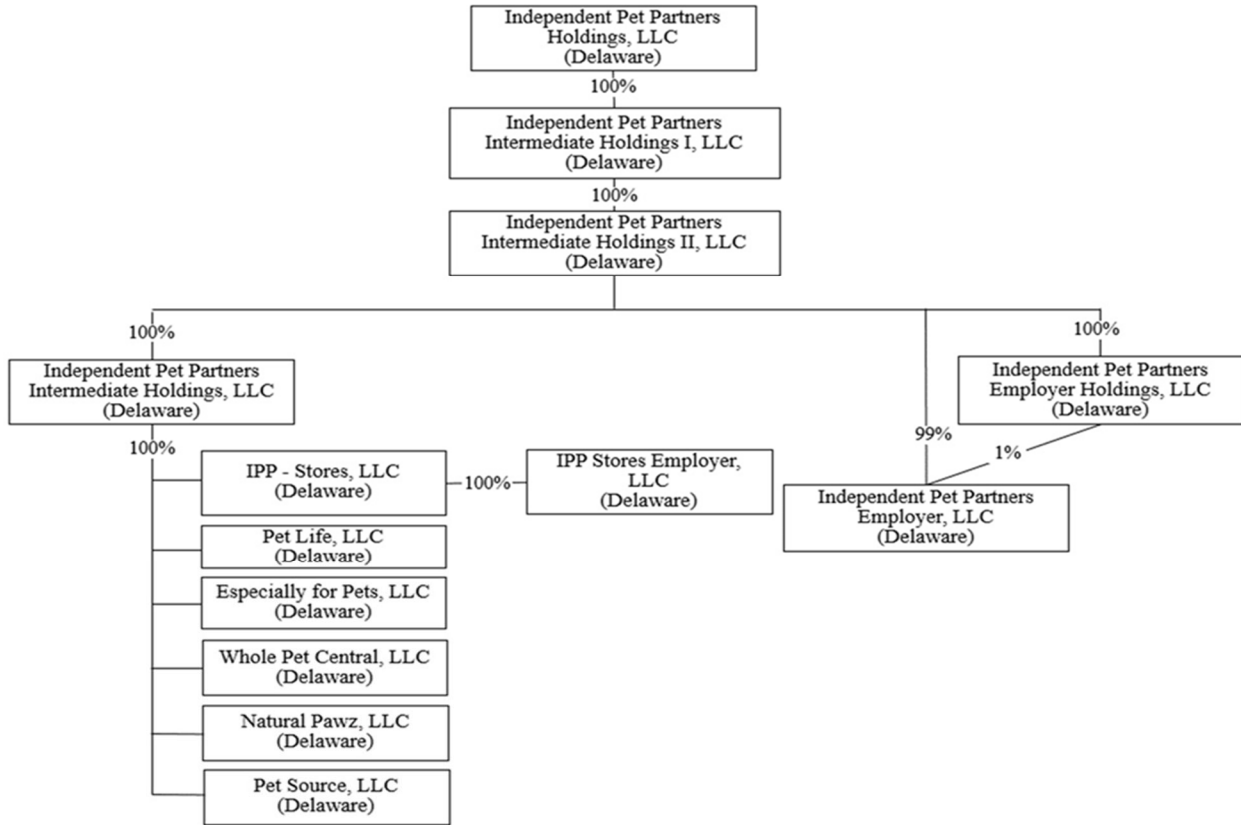 Independent Pet Partners
Holdings, LLC
(Delaware)
100%
Independent Pet Partners
Intermediate Holdings I, LLC
(Delaware)
100%
Independent Pet Partners
Intermediate Holdings II, LLC
(Delaware)
100%
Independent Pet Partners
Intermediate Holdings, LLC
(Delaware)
100%
Independent Pet Partners
Employer Holdings, LLC
(Delaware)
99%
1%
Independent Pet Partners
Employer, LLC
(Delaware)
100%
IPP - Stores, LLC
(Delaware)
100%
IPP Stores Employer,
LLC
(Delaware)
Pet Life, LLC
(Delaware)
Especially for Pets, LLC
(Delaware)
Whole Pet Central, LLC
(Delaware)
Natural Pawz, LLC
(Delaware)
Pet Source, LLC
(Delaware)